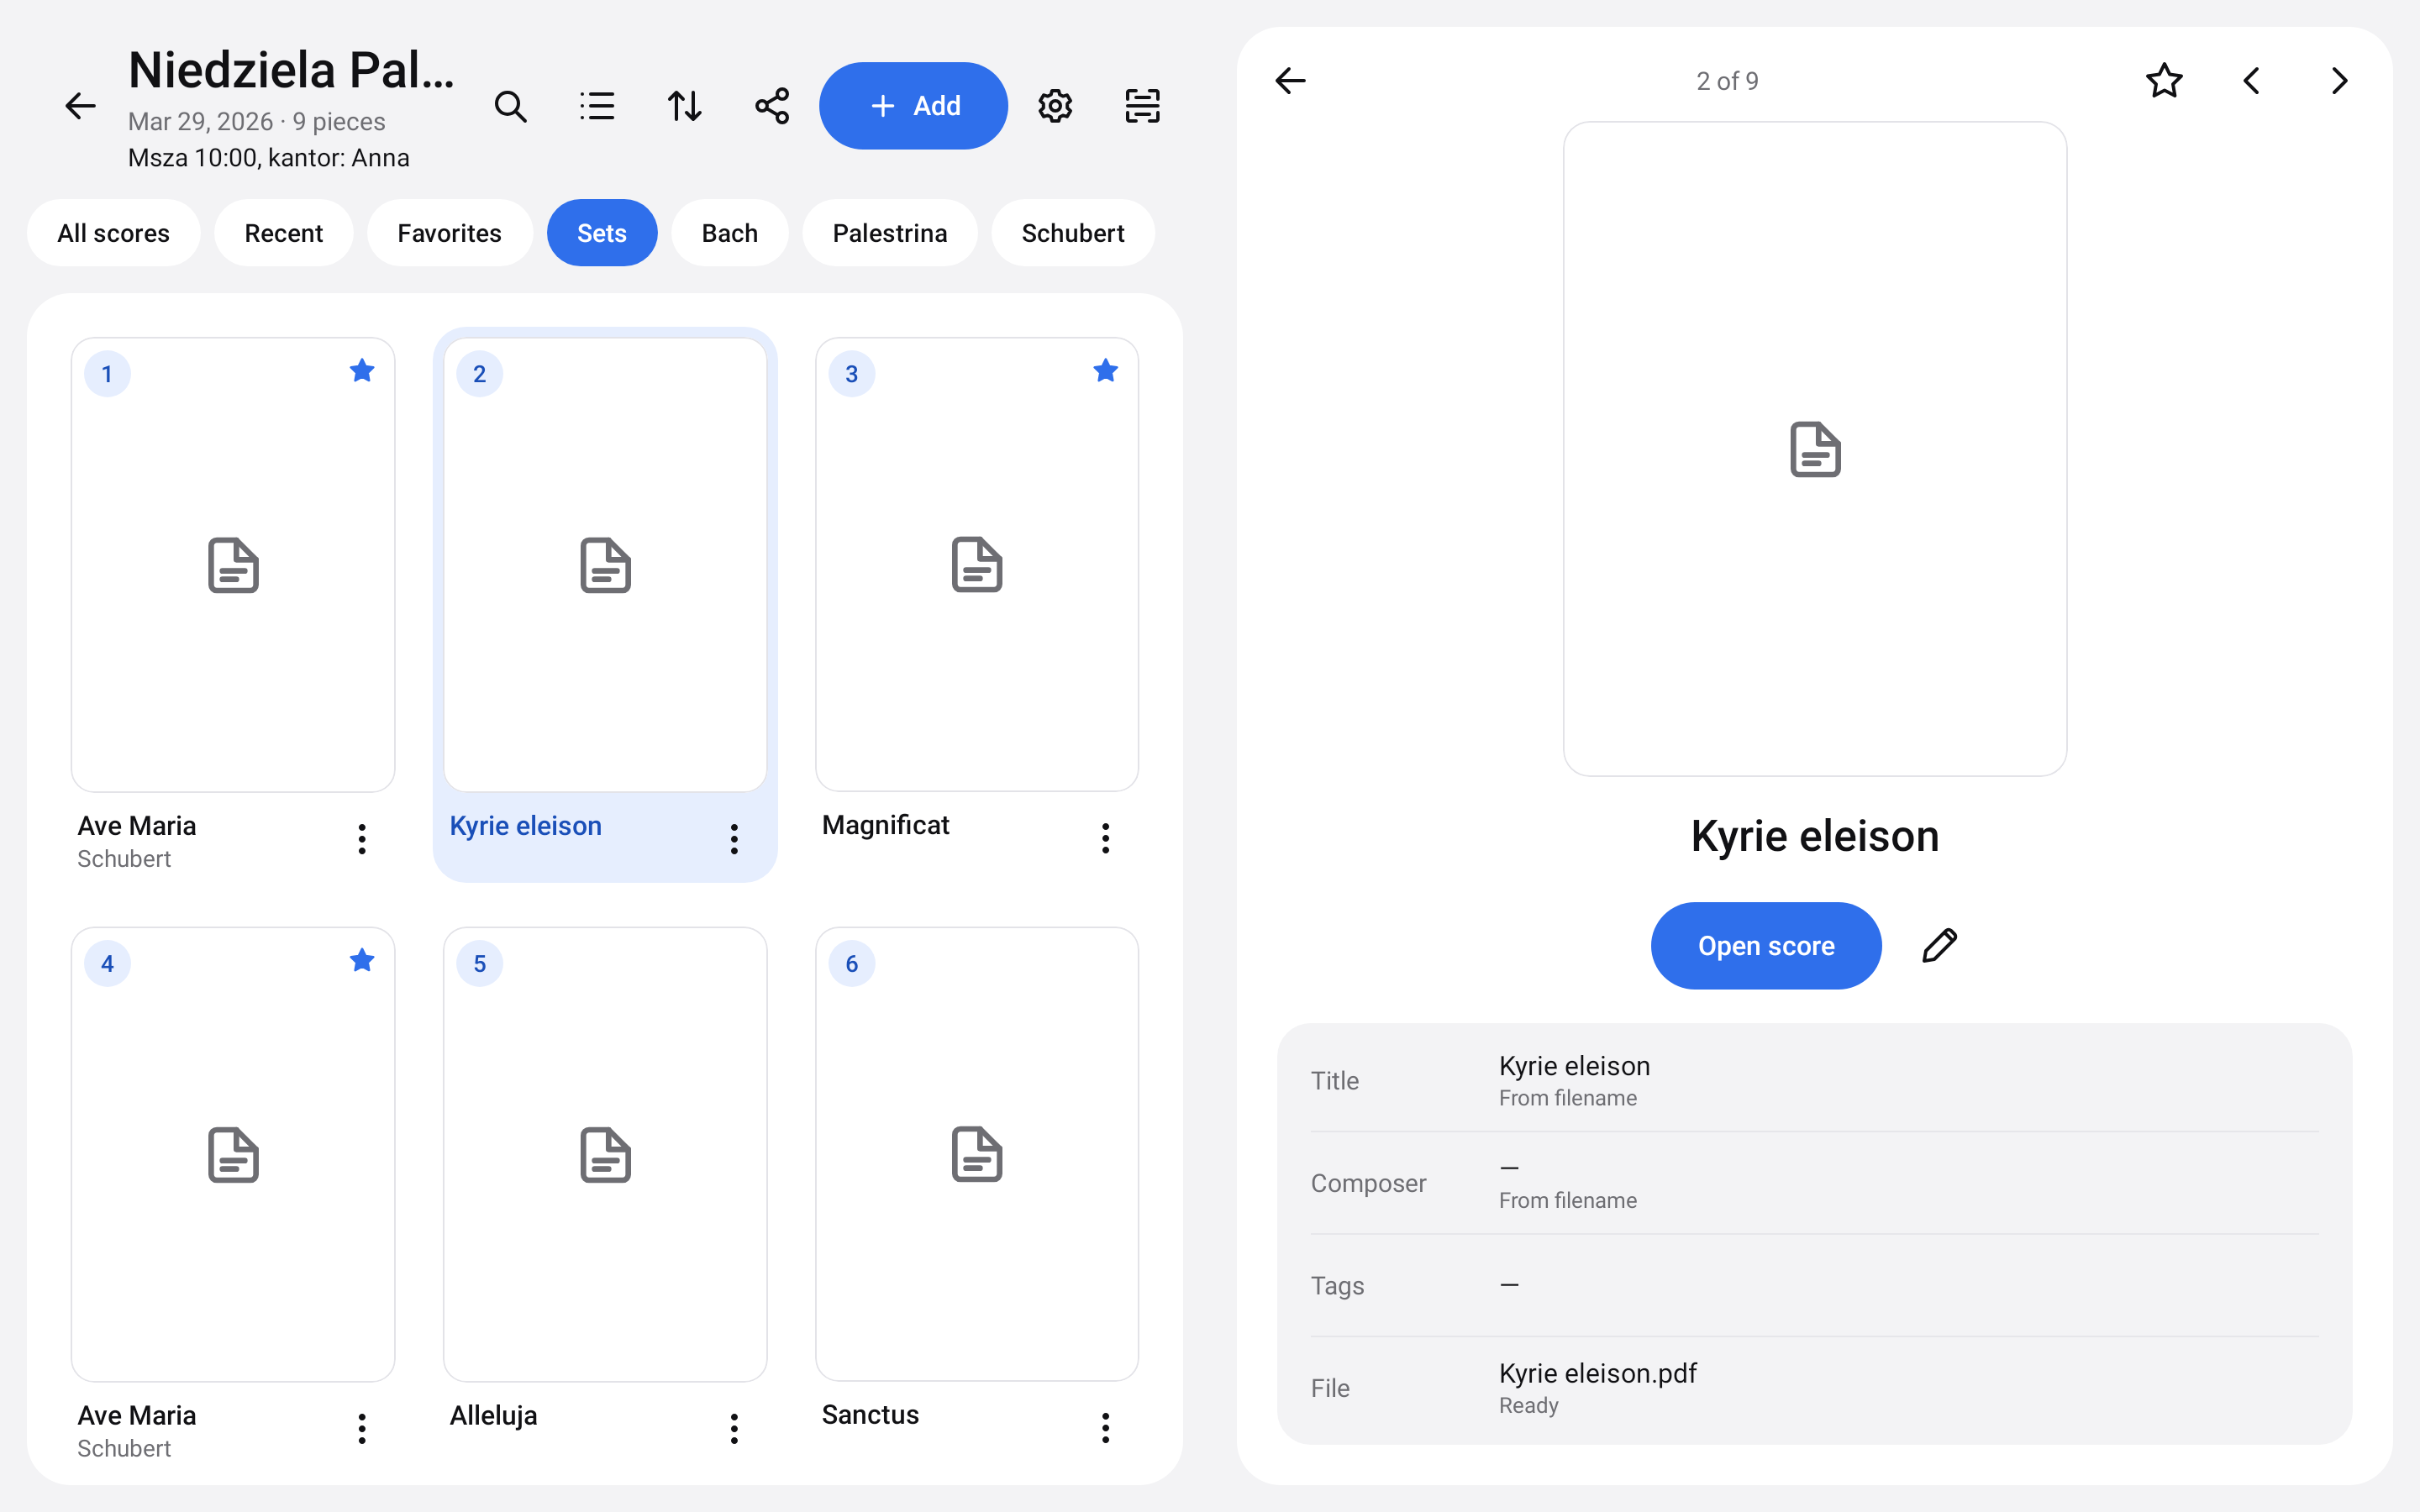 Niedziela Pal...
Mar 29, 2026 · 9 pieces
Msza 10:00, kantor: Anna
Add
All scores
Recent
Favorites
Sets
Bach
Palestrina
Schubert
1
2
3
Ave Maria
Schubert
Kyrie eleison
Magnificat
4
5
6
Ave Maria
Schubert
Alleluja
Sanctus
2 of 9
Kyrie eleison
Open score
Title
Kyrie eleison
From filename
Composer
—
From filename
Tags
—
File
Kyrie eleison.pdf
Ready